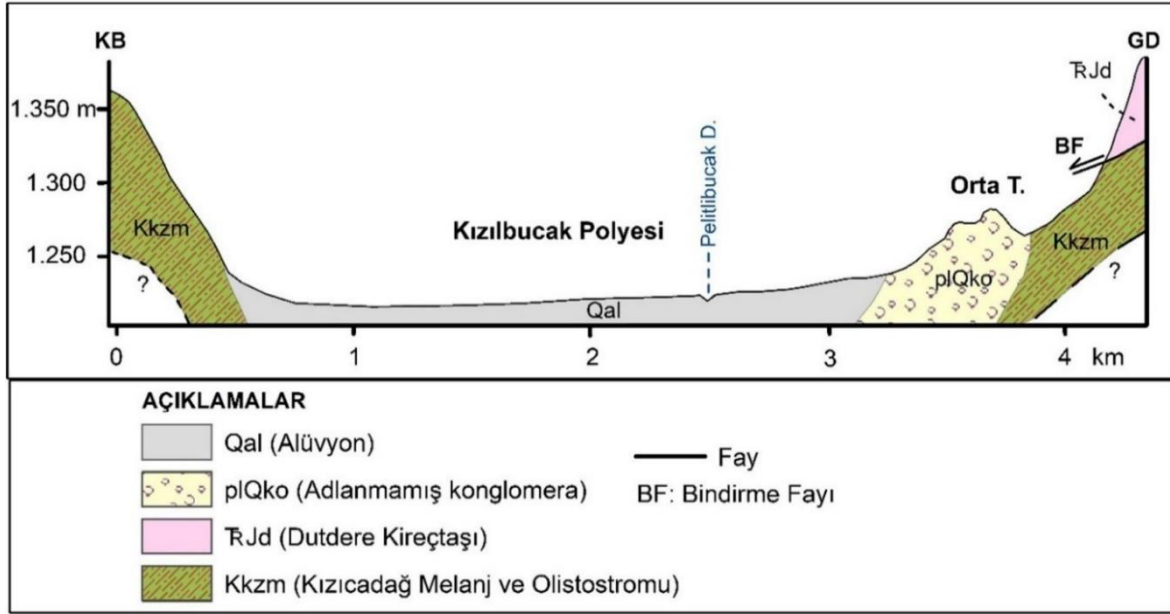 KB
GD
TRJd
1.350 m
BF
1.300
Orta T.
Pelitlibucak D.
Kkzm
Kızılbucak Polyesi
Kkzm
1.250
?
plQko
?
Qal
0 1 2 3 4 km
AÇIKLAMALAR
Qal (Alüvyon)
Fay
plQko (Adlanmamış konglomera)
BF: Bindirme Fayı
TRJd (Dutdere Kireçtaşı)
Kkzm (Kızıcadağ Melanj ve Olistostromu)